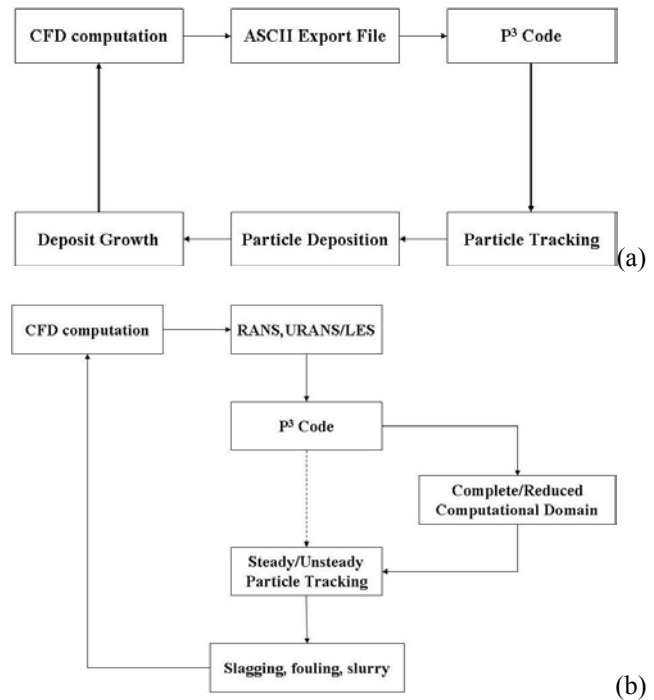 CFD computation
ASCII Export File
P³ Code
Deposit Growth
Particle Deposition
Particle Tracking
(a)
CFD computation
RANS,URANS/LES
P³ Code
Complete/Reduced
Computational Domain
Steady/Unsteady
Particle Tracking
Slagging, fouling, slurry
(b)